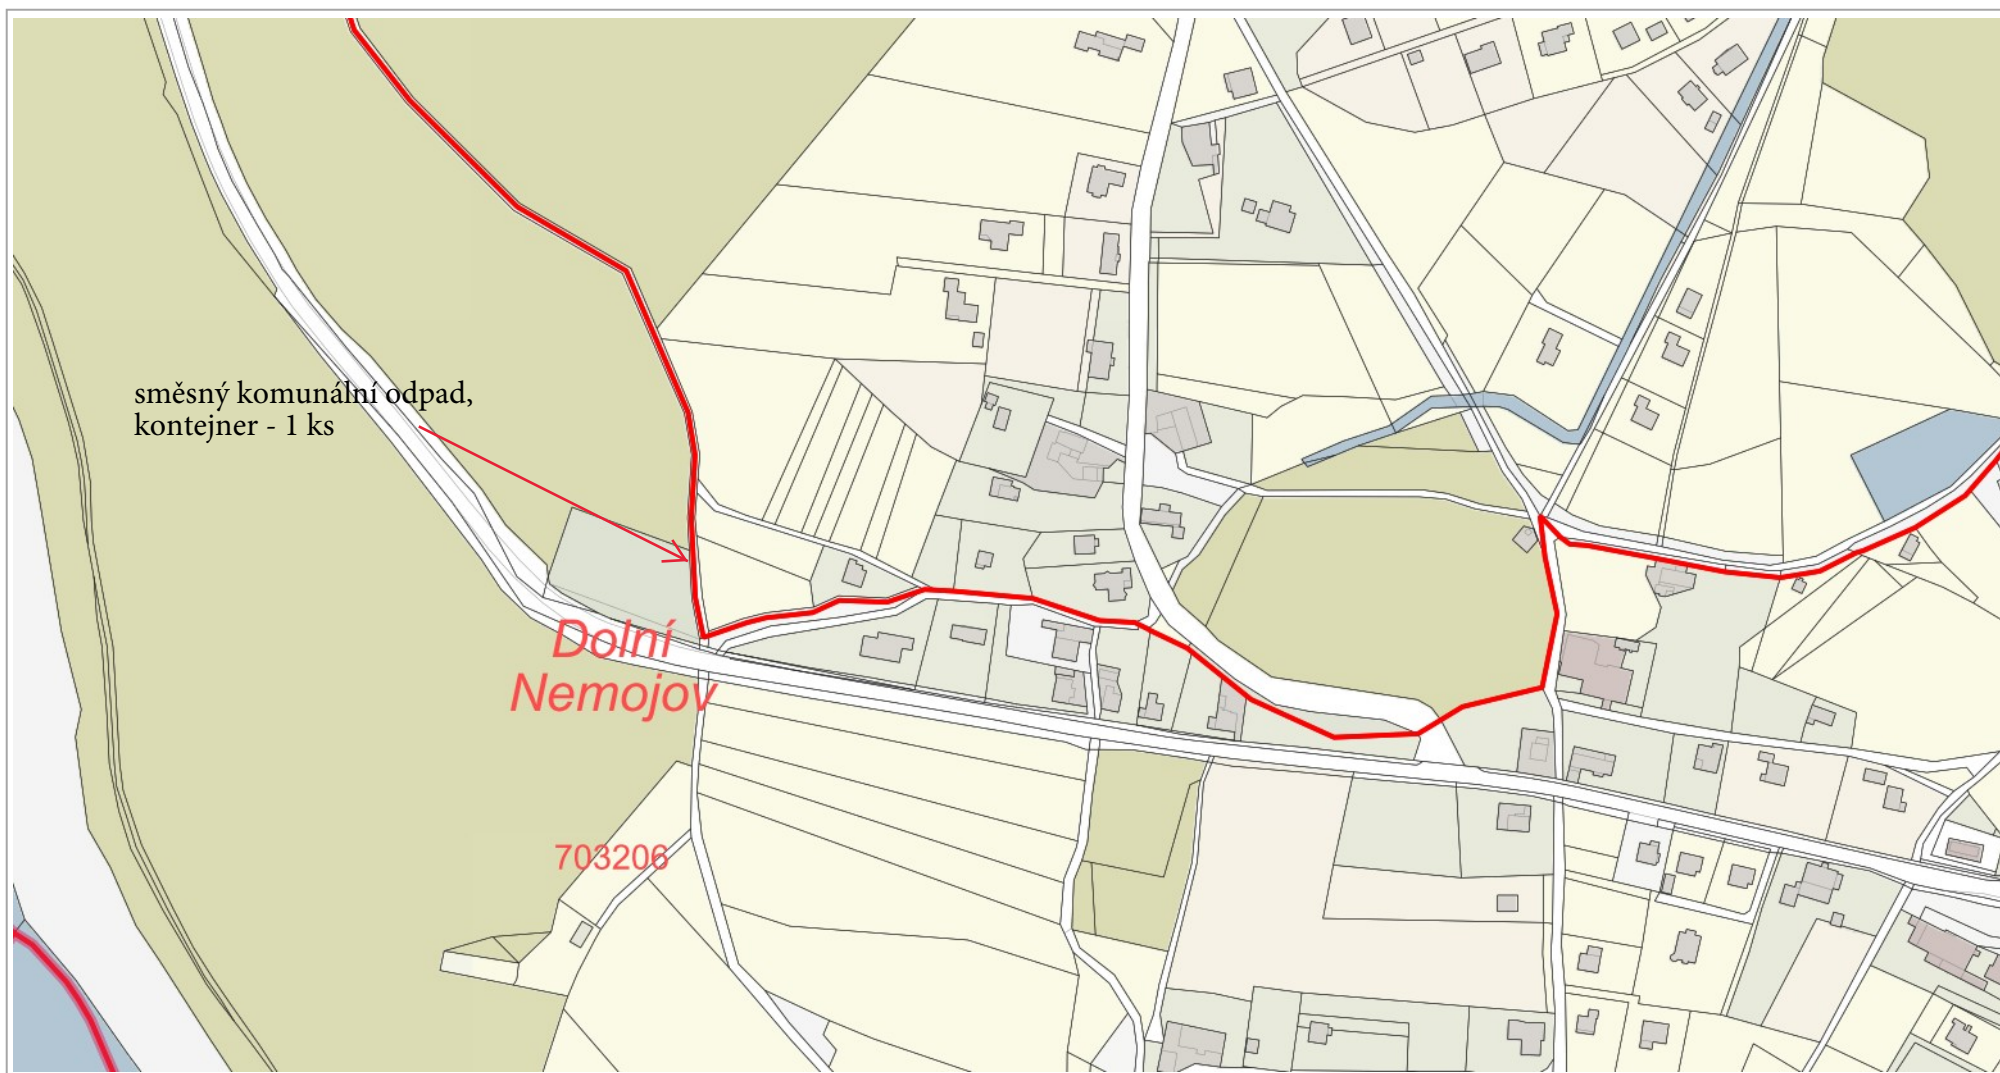 směsný komunální odpad,
kontejner - 1 ks
Dolní
Nemojov
703206